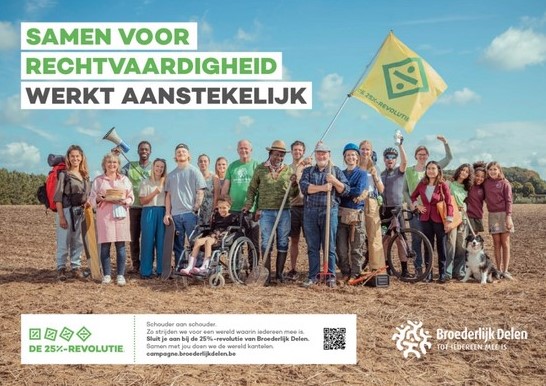 SAMEN VOOR
RECHTVAARDIGHEID
WERKT AANSTEKELIJK
'S 25%-REVOLUTIE
DE 25%-REVOLUTIE
Schouder aan schouder.
Zo strijden we voor een wereld waarin iedereen mee is.
Sluit je aan bij de 25%-revolutie van Broederlijk Delen.
Samen met jou doen we de wereld kantelen.
campagne.broederlijkdelen.be
Broederlijk Delen
TOT IEDEREEN MEE IS